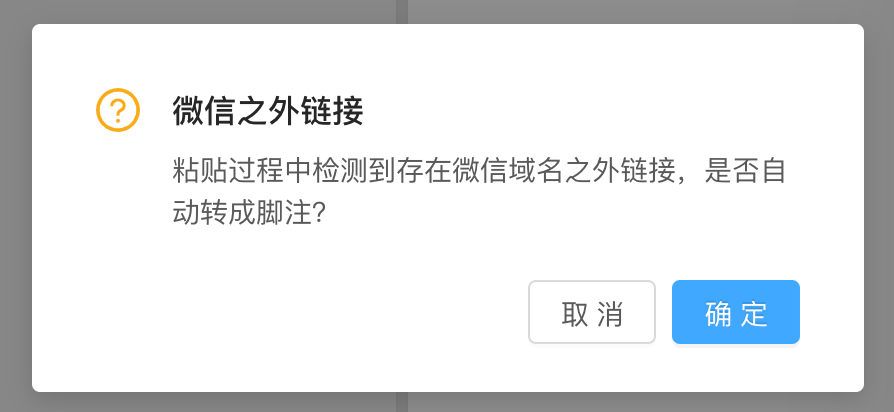 微信之外链接
粘贴过程中检测到存在微信域名之外链接，是否自
动转成脚注？
取 消
确 定